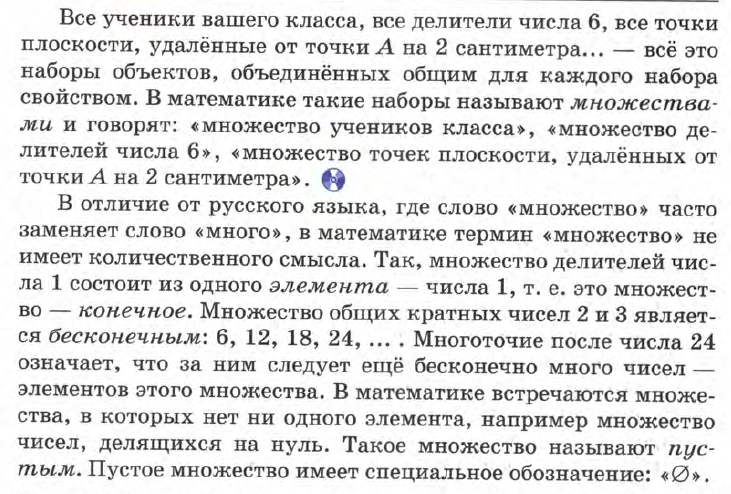 Все ученики вашего класса, все делители числа 6, все точки
плоскости, удалённые от точки A на 2 сантиметра... — всё это
наборы объектов, объединённых общим для каждого набора
свойством. В математике такие наборы называют множества-
ми и говорят: «множество учеников класса», «множество де-
лителей числа 6», «множество точек плоскости, удалённых от
точки A на 2 сантиметра».
В отличие от русского языка, где слово «множество» часто
заменяет слово «много», в математике термин «множество» не
имеет количественного смысла. Так, множество делителей чис-
ла 1 состоит из одного элемента — числа 1, т. е. это множест-
во — конечное. Множество общих кратных чисел 2 и 3 являет-
ся бесконечным: 6, 12, 18, 24, ... . Многоточие после числа 24
означает, что за ним следует ещё бесконечно много чисел —
элементов этого множества. В математике встречаются множе-
ства, в которых нет ни одного элемента, например множество
чисел, делящихся на нуль. Такое множество называют пус-
тым. Пустое множество имеет специальное обозначение: «∅».